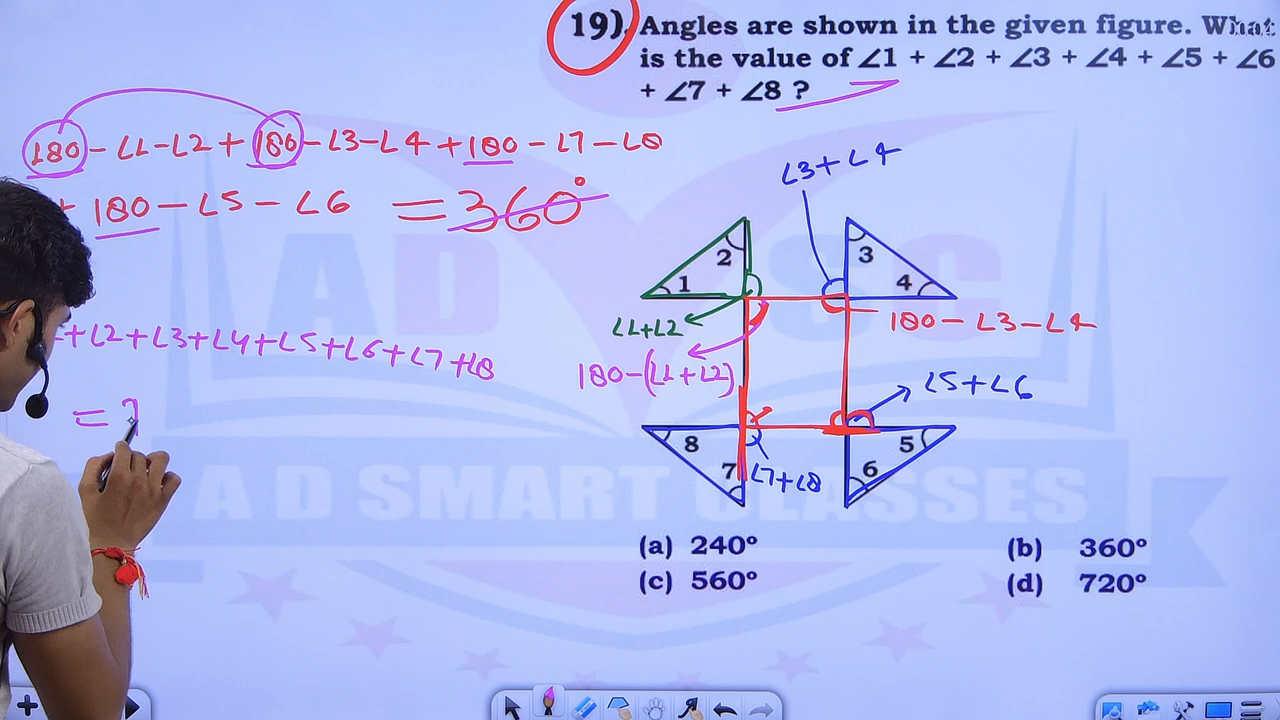 19) Angles are shown in the given figure. What
is the value of ∠1 + ∠2 + ∠3 + ∠4 + ∠5 + ∠6
+ ∠7 + ∠8 ?
180 - ∠1 - ∠2 + 180 - ∠3 - ∠4 + 180 - ∠7 - ∠8
+ 180 - ∠5 - ∠6 = 360°
+ ∠2 + ∠3 + ∠4 + ∠5 + ∠6 + ∠7 + ∠8
=
∠3 + ∠4
2
3
1
4
∠1 + ∠2
180 - ∠3 - ∠4
180 - (∠1 + ∠2)
∠5 + ∠6
8
5
7
6
∠7 + ∠8
(a) 240°
(b) 360°
(c) 560°
(d) 720°
A D SMART CLASSES